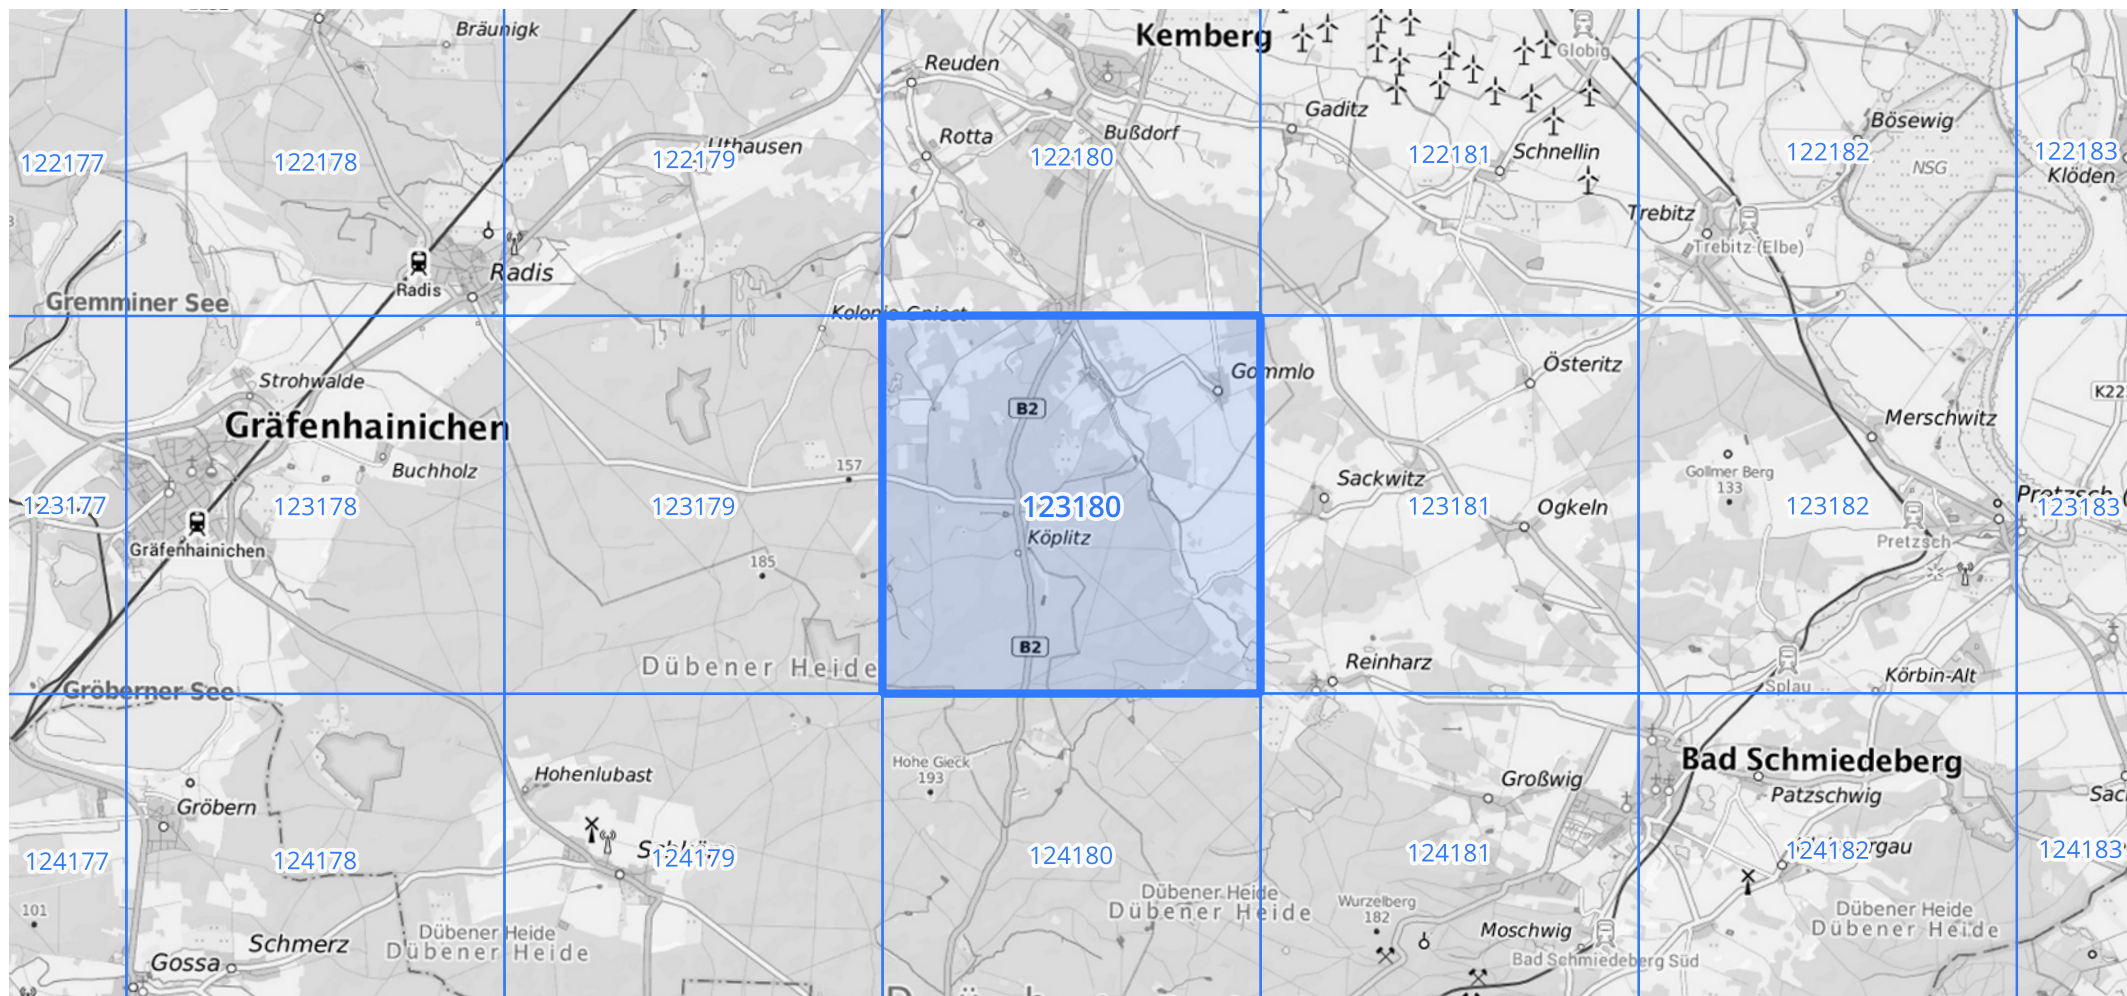 Bräunigk
Kemberg
Globig
Reuden
Gaditz
Bösewig
Rotta
Bußdorf
Uthausen
Schnellin
122177
122178
122179
122180
122181
122182
122183
NSG
Klöden
Trebitz
Trebitz (Elbe)
Radis
Radis
Gremminer See
Kolonie Gniest
Strohwalde
Gommlo
Österitz
K22
B2
Gräfenhainichen
Merschwitz
Buchholz
157
Sackwitz
Gollmer Berg
133
Pretzsch (
123177
123178
123179
123180
123181
123182
123183
Ogkeln
Gräfenhainichen
Köplitz
Pretzsch
185
B2
Dübener Heide
Reinharz
Körbin-Alt
Splau
Gröberner See
Hohe Gieck
193
Bad Schmiedeberg
Hohenlubast
Großwig
Patzschwig
Gröbern
124177
124178
124179
124180
124181
124182
124183
101
Dübener Heide
Dübener Heide
Wurzelberg
182
Dübener Heide
Dübener Heide
Dübener Heide
Dübener Heide
Schmerz
Moschwig
Gossa
Bad Schmiedeberg Süd